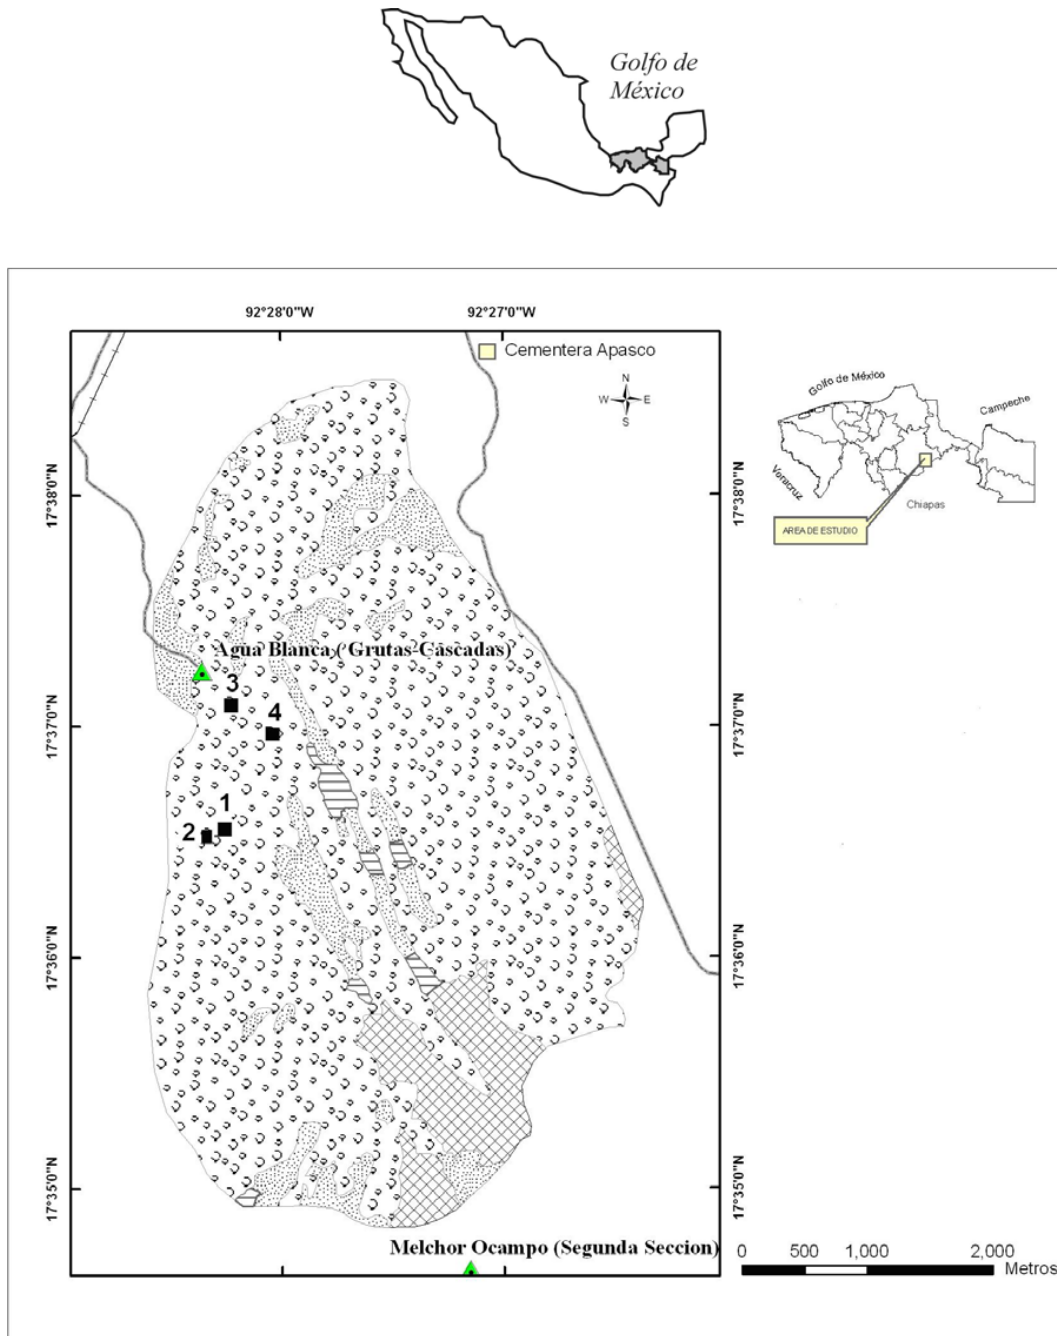 Golfo de
México
92°28'0"W
92°27'0"W
Cementera Apasco
N
W E
S
Golfo de México
Campeche
Veracruz
Chiapas
AREA DE ESTUDIO
17°38'0"N
17°38'0"N
Agua Blanca ( Grutas-Cascadas)
3
4
17°37'0"N
17°37'0"N
1
2
17°36'0"N
17°36'0"N
17°35'0"N
17°35'0"N
Melchor Ocampo (Segunda Seccion)
0 500 1,000 2,000
Metros